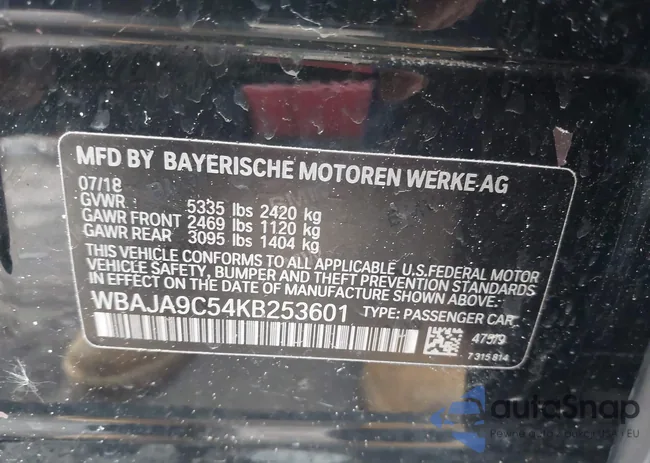 MFD BY BAYERISCHE MOTOREN WERKE AG
07/18
GVWR 5335 lbs 2420 kg
GAWR FRONT 2469 lbs 1120 kg
GAWR REAR 3095 lbs 1404 kg
THIS VEHICLE CONFORMS TO ALL APPLICABLE U.S.FEDERAL MOTOR
VEHICLE SAFETY, BUMPER AND THEFT PREVENTION STANDARDS
IN EFFECT ON THE DATE OF MANUFACTURE SHOWN ABOVE:
WBAJA9C54KB253601 TYPE: PASSENGER CAR
7 315 814
autoSnap